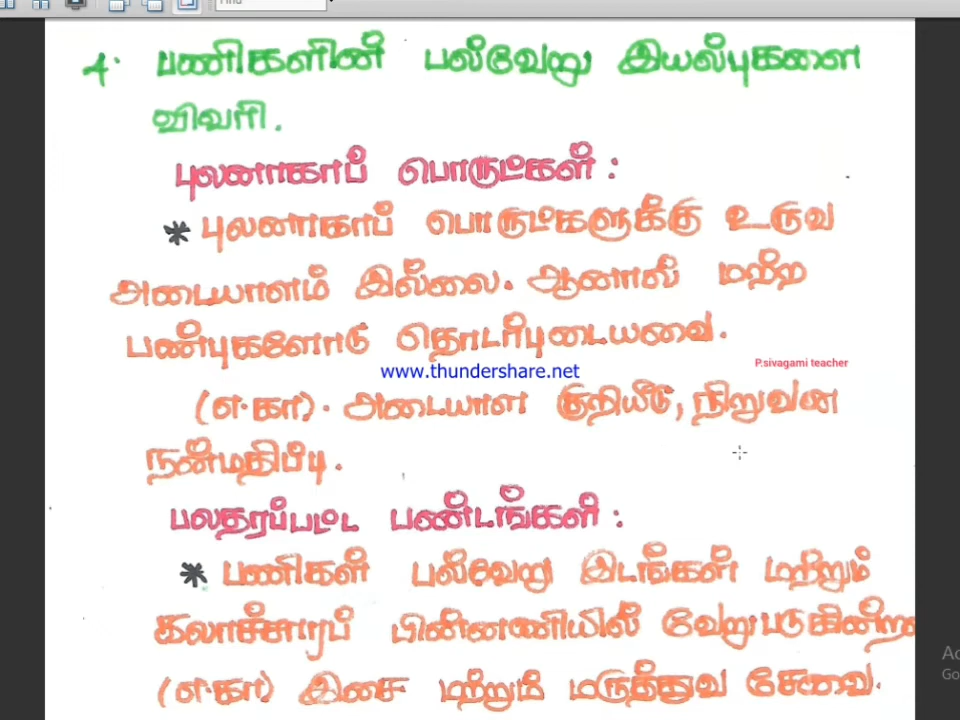 Find
4. பணிகளின் பல்வேறு இயல்புகளை
விவரி.
புலனாகாப் பொருட்கள் :
* புலனாகாப் பொருட்களுக்கு உருவ
அடையாளம் இல்லை. ஆனால் மற்ற
பண்புகளோடு தொடர்புடையவை.
P.sivagami teacher
www.thundershare.net
(எ.கா). அடையாள குறியீடு, நிறுவன
நன்மதிப்பீடு.
பலதரப்பட்ட பண்டங்கள் :
* பணிகள் பல்வேறு இடங்கள் மற்றும்
கலாச்சாரப் பின்னணியில் வேறுபடுகின்றன
(எ.கா) இசை மற்றும் மருத்துவ சேவை.